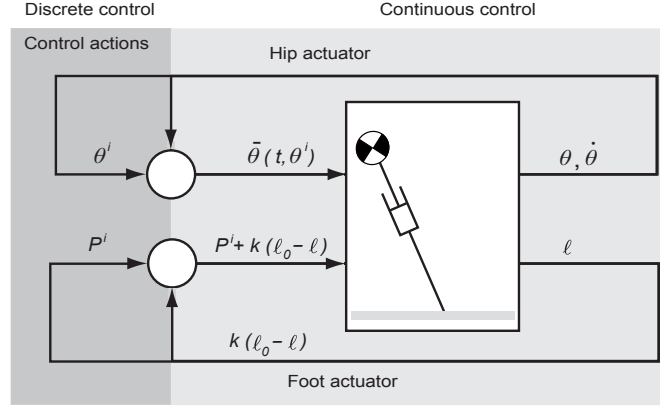 Discrete control Continuous control
Control actions
Hip actuator
θ^i θ̄ (t, θ^i) θ, θ̇
P^i P^i + k (ℓ₀ – ℓ) ℓ
k (ℓ₀ – ℓ)
Foot actuator